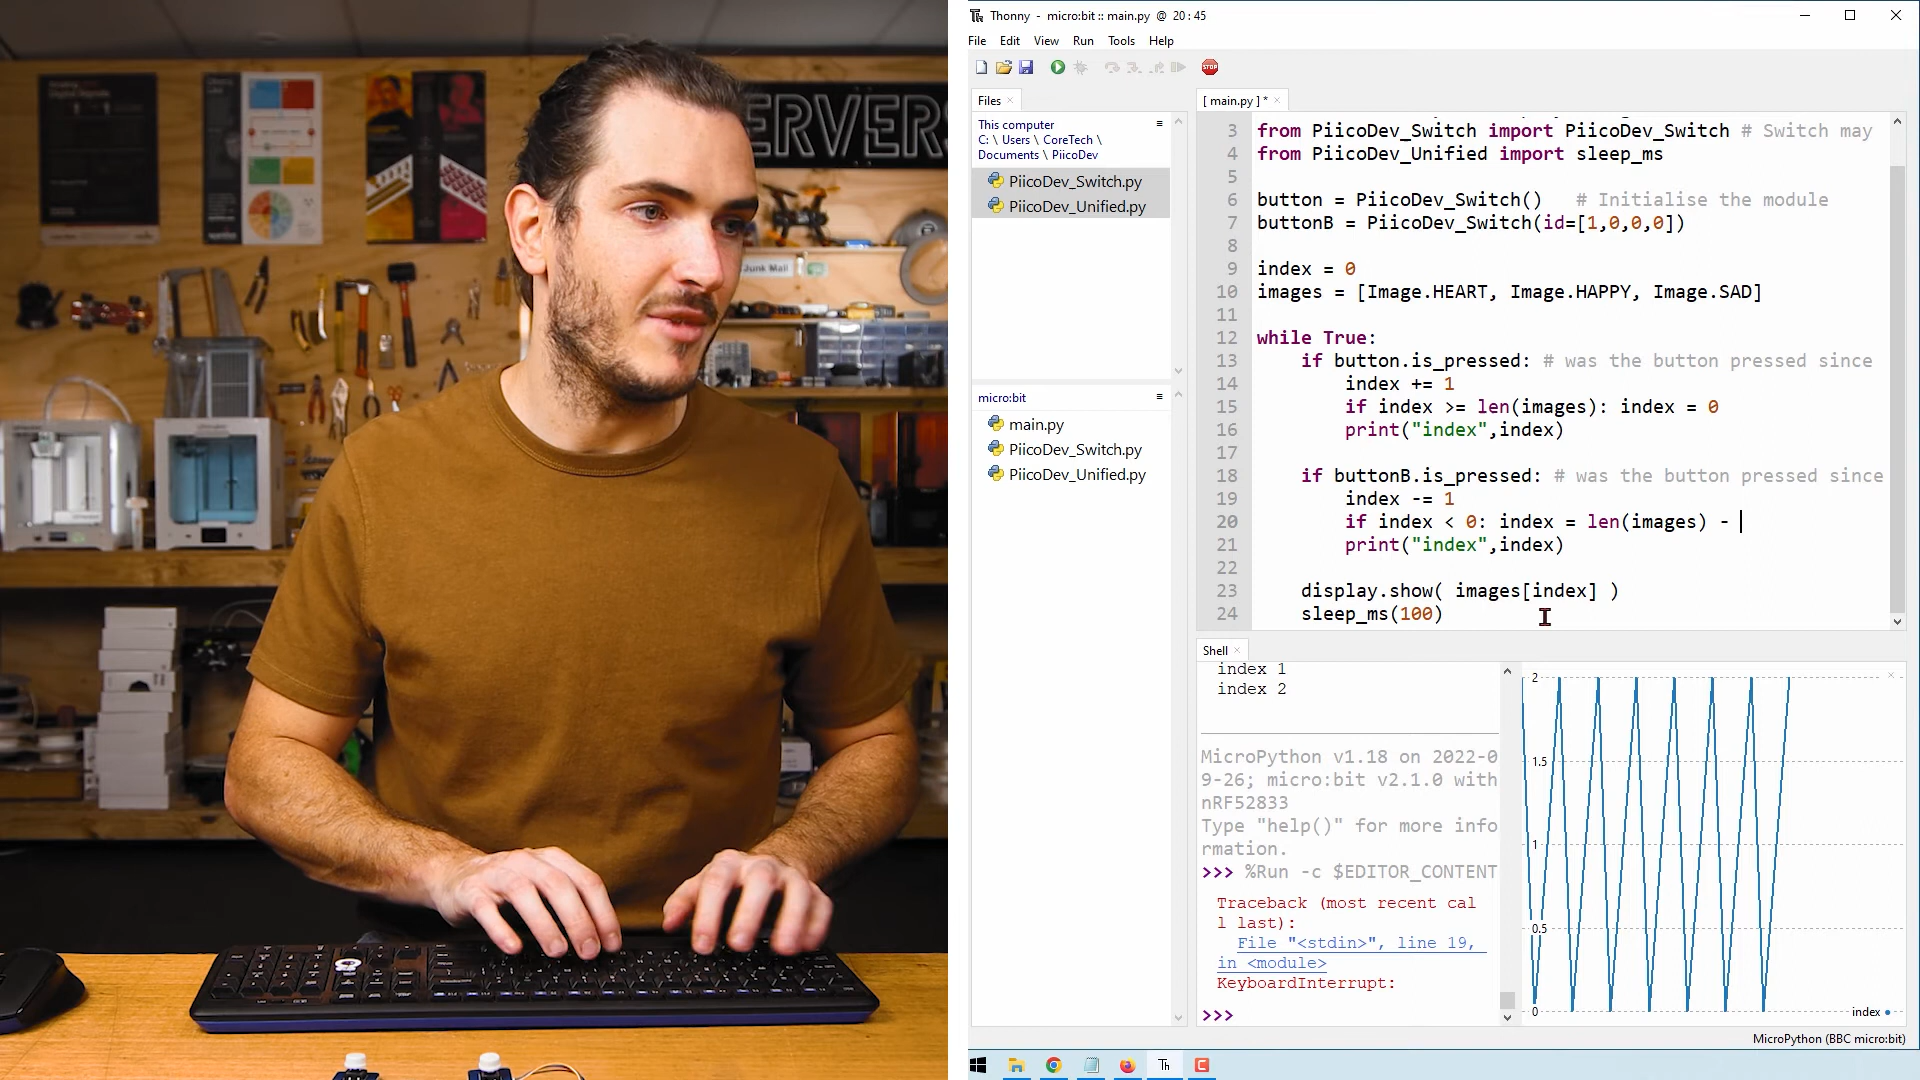 ERVERS
Junk Mail
Thonny - micro:bit :: main.py @ 20 : 45
File Edit View Run Tools Help
STOP
Files
This computer
C: \ Users \ CoreTech \
Documents \ PiicoDev
PiicoDev_Switch.py
PiicoDev_Unified.py
micro:bit
main.py
PiicoDev_Switch.py
PiicoDev_Unified.py
[ main.py ] *
3 from PiicoDev_Switch import PiicoDev_Switch # Switch may
4 from PiicoDev_Unified import sleep_ms
5
6 button = PiicoDev_Switch() # Initialise the module
7 buttonB = PiicoDev_Switch(id=[1,0,0,0])
8
9 index = 0
10 images = [Image.HEART, Image.HAPPY, Image.SAD]
11
12 while True:
13 if button.is_pressed: # was the button pressed since
14 index += 1
15 if index >= len(images): index = 0
16 print("index",index)
17
18 if buttonB.is_pressed: # was the button pressed since
19 index -= 1
20 if index < 0: index = len(images) -
21 print("index",index)
22
23 display.show( images[index] )
24 sleep_ms(100)
Shell
index 1
index 2
MicroPython v1.18 on 2022-0
9-26; micro:bit v2.1.0 with
nRF52833
Type "help()" for more info
rmation.
>>> %Run -c $EDITOR_CONTENT
Traceback (most recent cal
l last):
File "<stdin>", line 19,
in <module>
KeyboardInterrupt:
>>>
2
1.5
1
0.5
0
index
MicroPython (BBC micro:bit)
Th